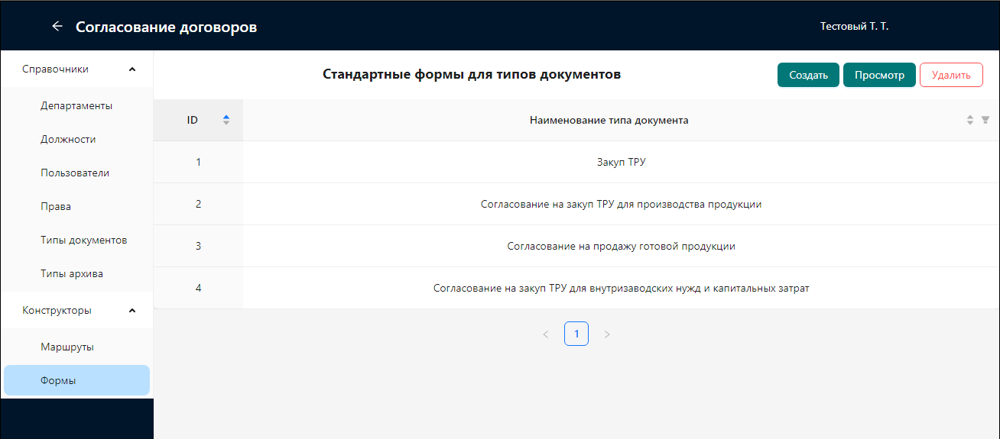 Согласование договоров
Тестовый Т. Т.
Справочники
Департаменты
Должности
Пользователи
Права
Типы документов
Типы архива
Конструкторы
Маршруты
Формы
Стандартные формы для типов документов
Создать Просмотр Удалить
ID Наименование типа документа
1 Закуп ТРУ
2 Согласование на закуп ТРУ для производства продукции
3 Согласование на продажу готовой продукции
4 Согласование на закуп ТРУ для внутризаводских нужд и капитальных затрат
1